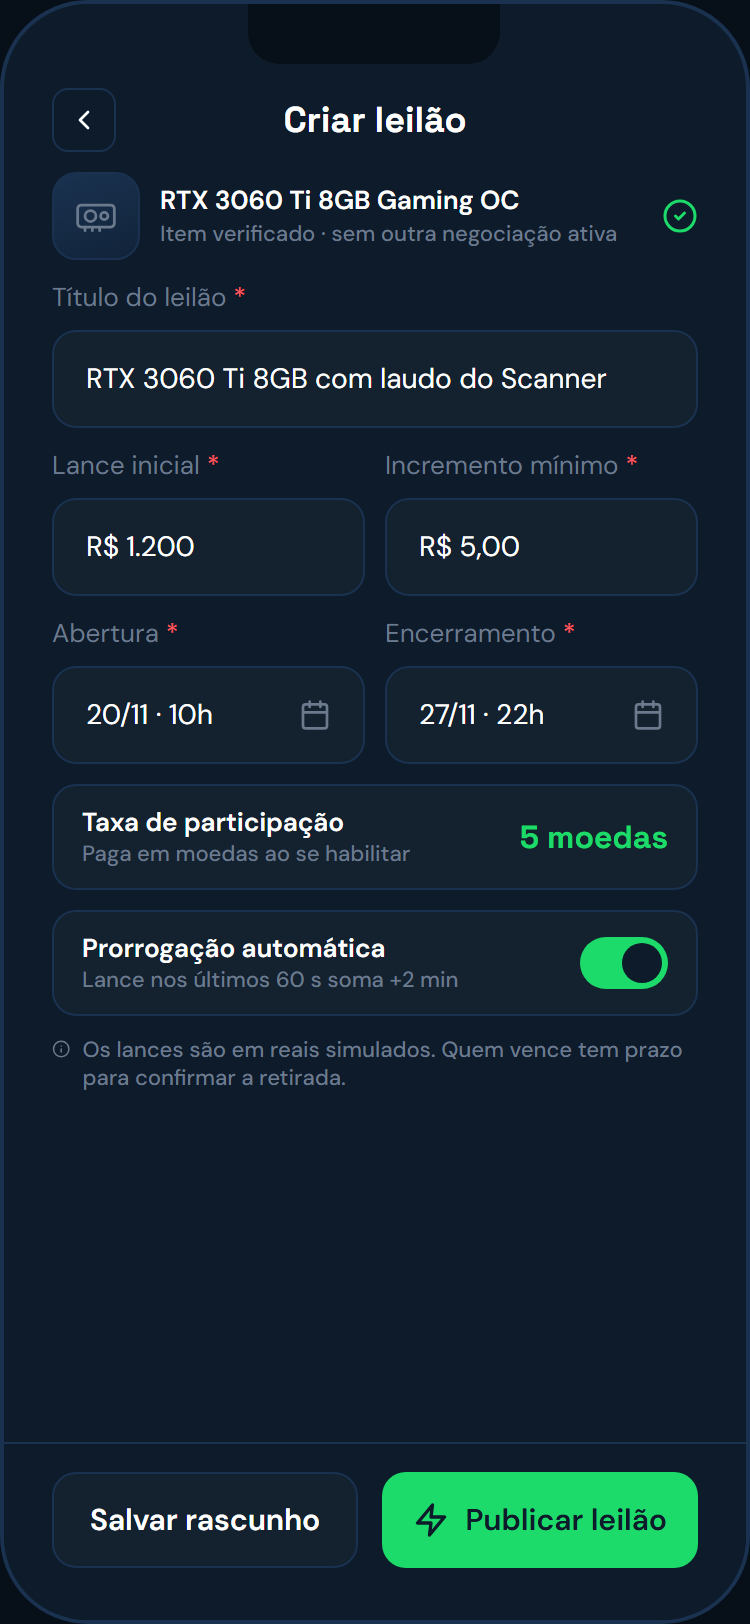 Criar leilão
RTX 3060 Ti 8GB Gaming OC
Item verificado · sem outra negociação ativa
Título do leilão *
RTX 3060 Ti 8GB com laudo do Scanner
Lance inicial *
Incremento mínimo *
R$ 1.200
R$ 5,00
Abertura *
Encerramento *
20/11 · 10h
27/11 · 22h
Taxa de participação
Paga em moedas ao se habilitar
5 moedas
Prorrogação automática
Lance nos últimos 60 s soma +2 min
Os lances são em reais simulados. Quem vence tem prazo
para confirmar a retirada.
Salvar rascunho
Publicar leilão